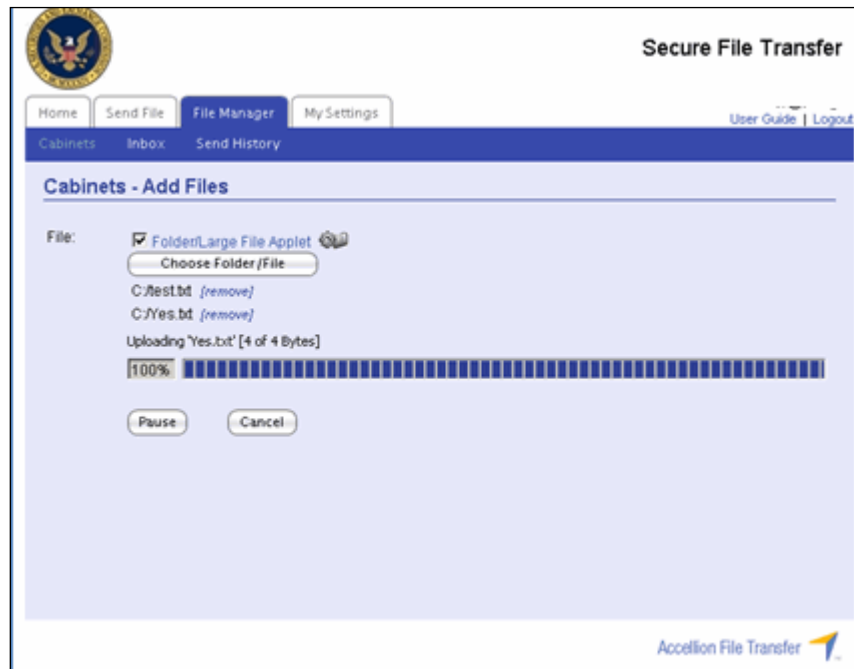 Secure File Transfer
Home Send File File Manager My Settings
User Guide | Logout
Cabinets Inbox Send History
Cabinets - Add Files
File: Folder/Large File Applet
Choose Folder/File
C:/test.txt [remove]
C:/Yes.txt [remove]
Uploading 'Yes.txt' [4 of 4 Bytes]
100%
Pause Cancel
Accellion File Transfer